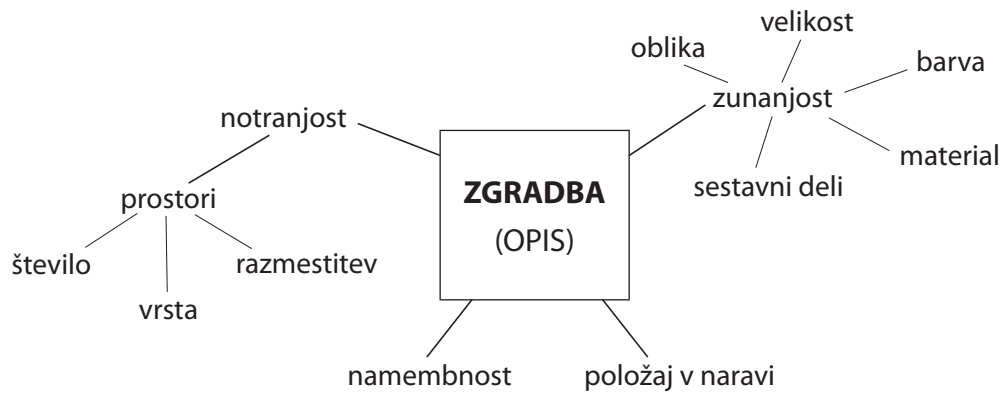 velikost
oblika
barva
zunanjost
notranjost
material
sestavni deli
prostori
ZGRADBA
(OPIS)
število
razmestitev
vrsta
namembnost
položaj v naravi